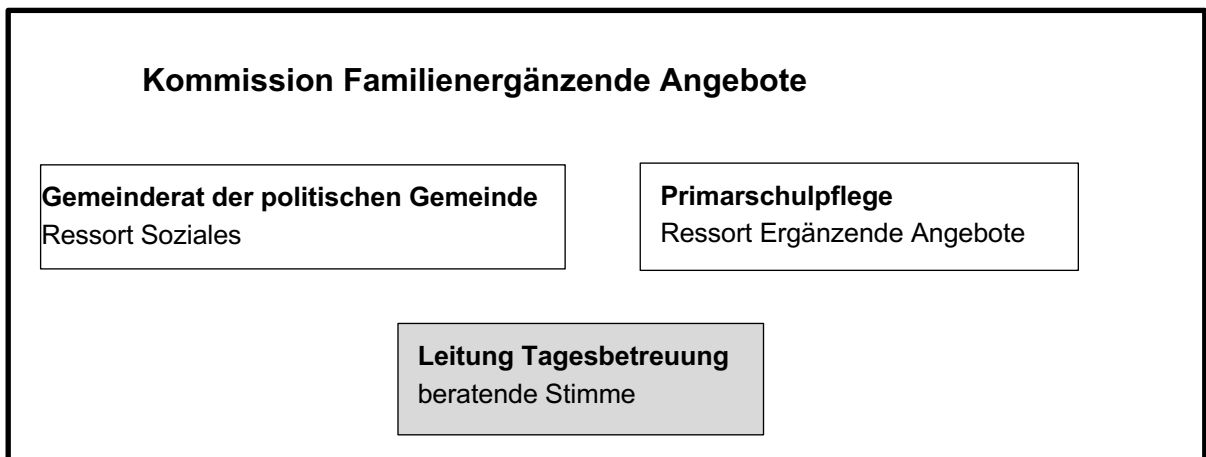 Kommission Familienergänzende Angebote
Gemeinderat der politischen Gemeinde
Ressort Soziales
Primarschulpflege
Ressort Ergänzende Angebote
Leitung Tagesbetreuung
beratende Stimme